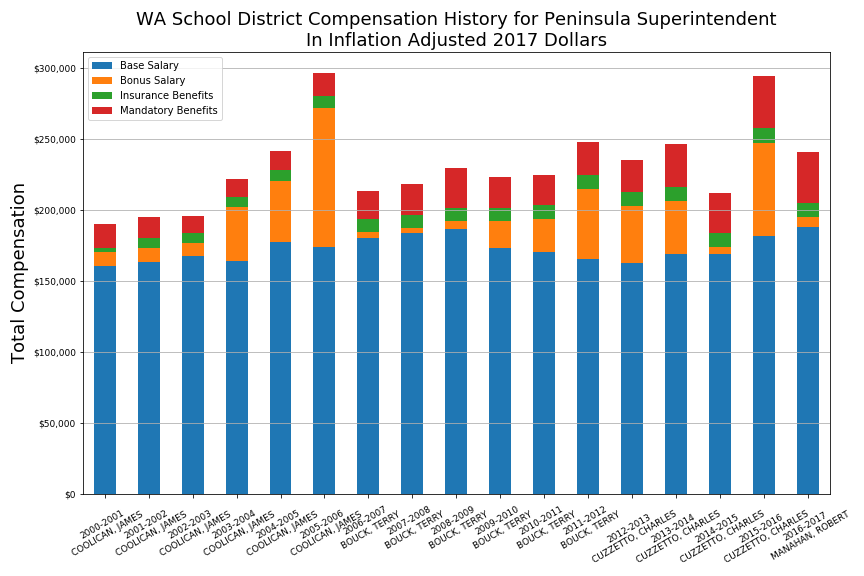 WA School District Compensation History for Peninsula Superintendent
In Inflation Adjusted 2017 Dollars
Base Salary
Bonus Salary
Insurance Benefits
Mandatory Benefits
Total Compensation
$300,000
$250,000
$200,000
$150,000
$100,000
$50,000
$0
2000-2001
COOLICAN, JAMES
2001-2002
COOLICAN, JAMES
2002-2003
COOLICAN, JAMES
2003-2004
COOLICAN, JAMES
2004-2005
COOLICAN, JAMES
2005-2006
COOLICAN, JAMES
2006-2007
BOUCK, TERRY
2007-2008
BOUCK, TERRY
2008-2009
BOUCK, TERRY
2009-2010
BOUCK, TERRY
2010-2011
BOUCK, TERRY
2011-2012
BOUCK, TERRY
2012-2013
CUZZETTO, CHARLES
2013-2014
CUZZETTO, CHARLES
2014-2015
CUZZETTO, CHARLES
2015-2016
CUZZETTO, CHARLES
2016-2017
MANAHAN, ROBERT